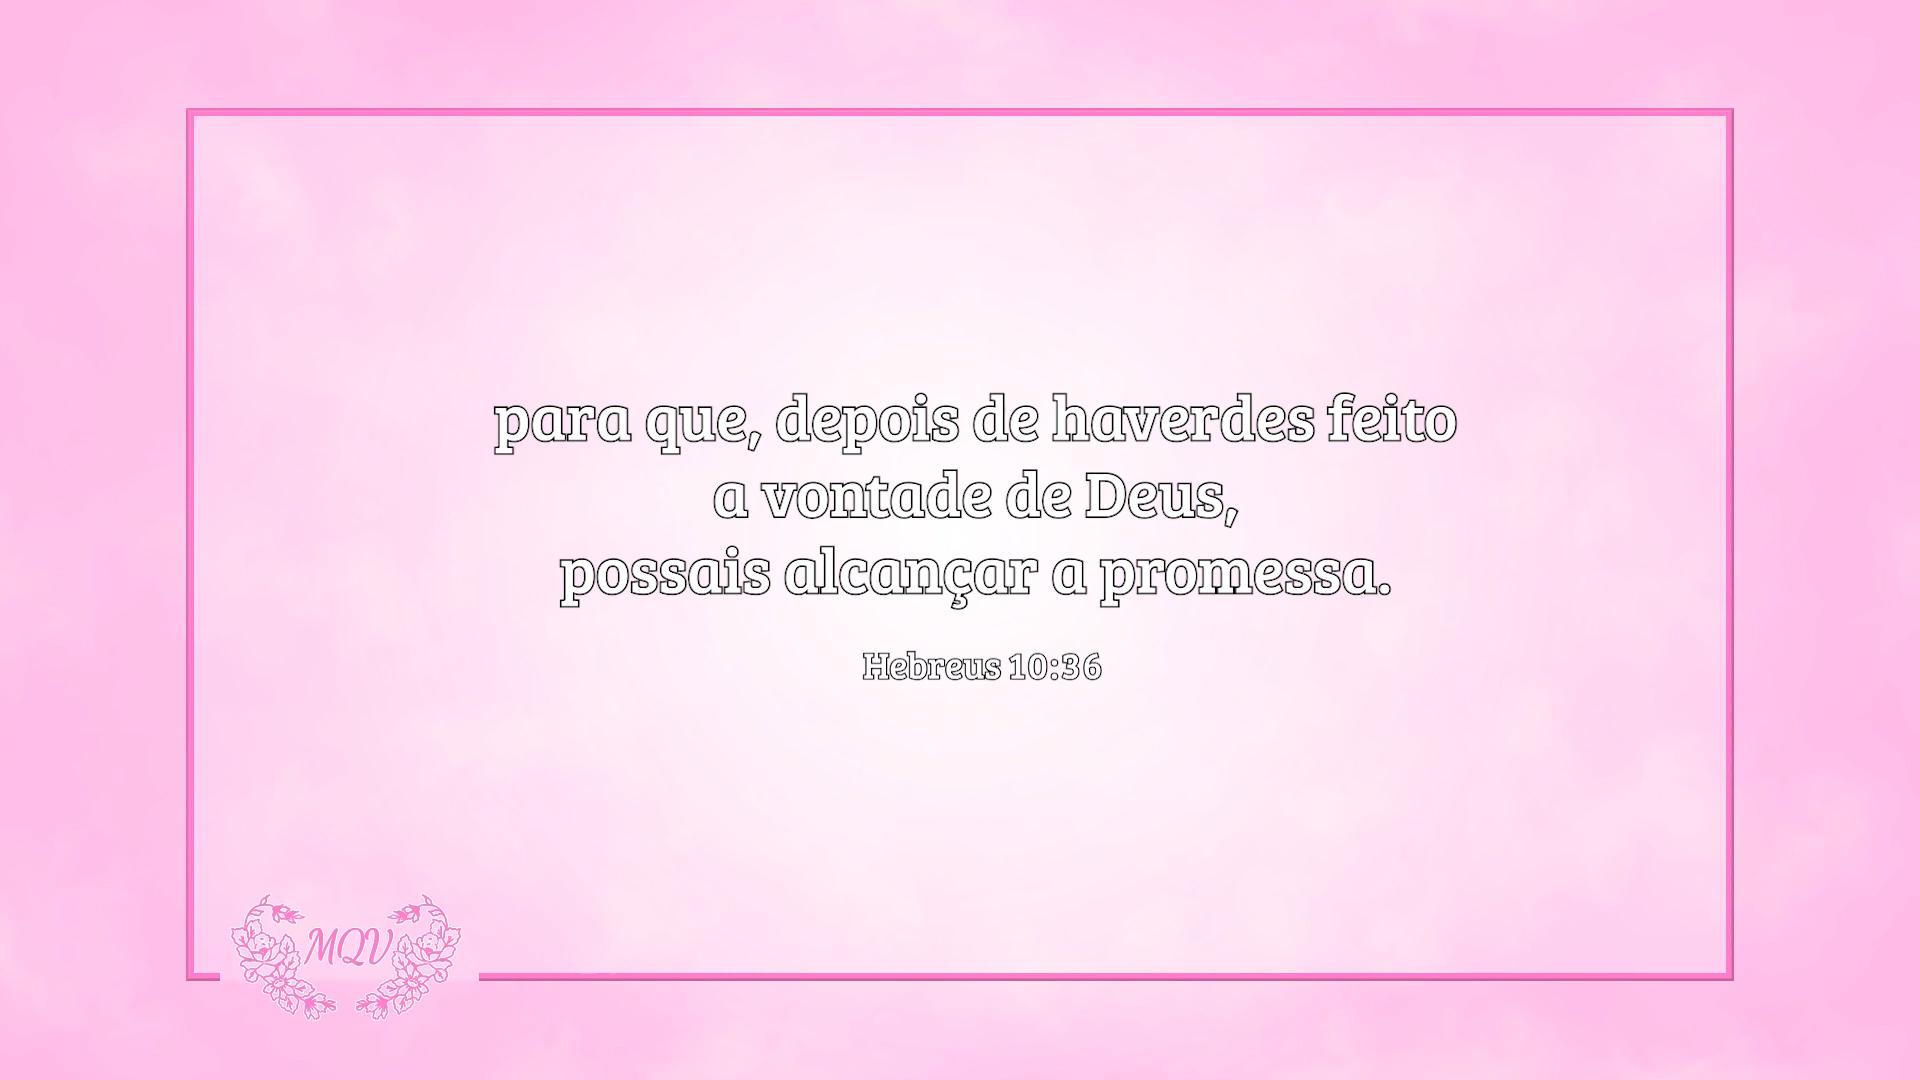 para que, depois de haverdes feito
a vontade de Deus,
possais alcançar a promessa.
Hebreus 10:36
MQV